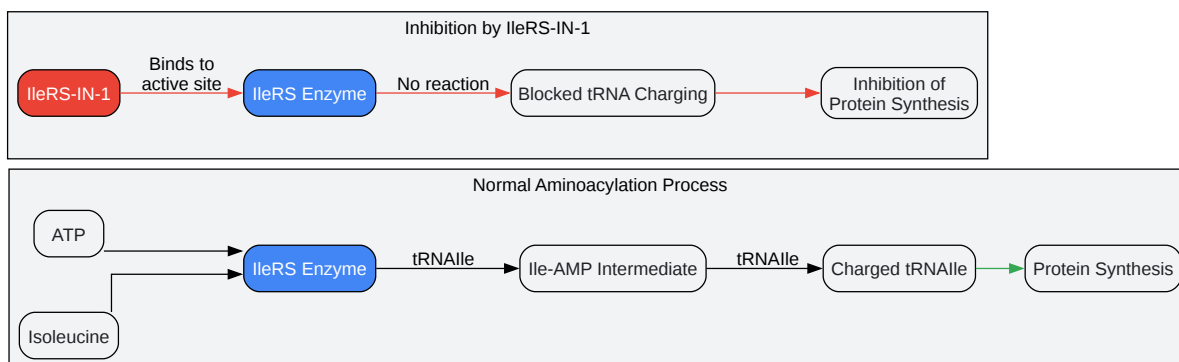 Inhibition by IleRS-IN-1
IleRS-IN-1
Binds to
active site
IleRS Enzyme
No reaction
Blocked tRNA Charging
Inhibition of
Protein Synthesis
Normal Aminoacylation Process
ATP
Isoleucine
IleRS Enzyme
tRNAIle
Ile-AMP Intermediate
tRNAIle
Charged tRNAIle
Protein Synthesis